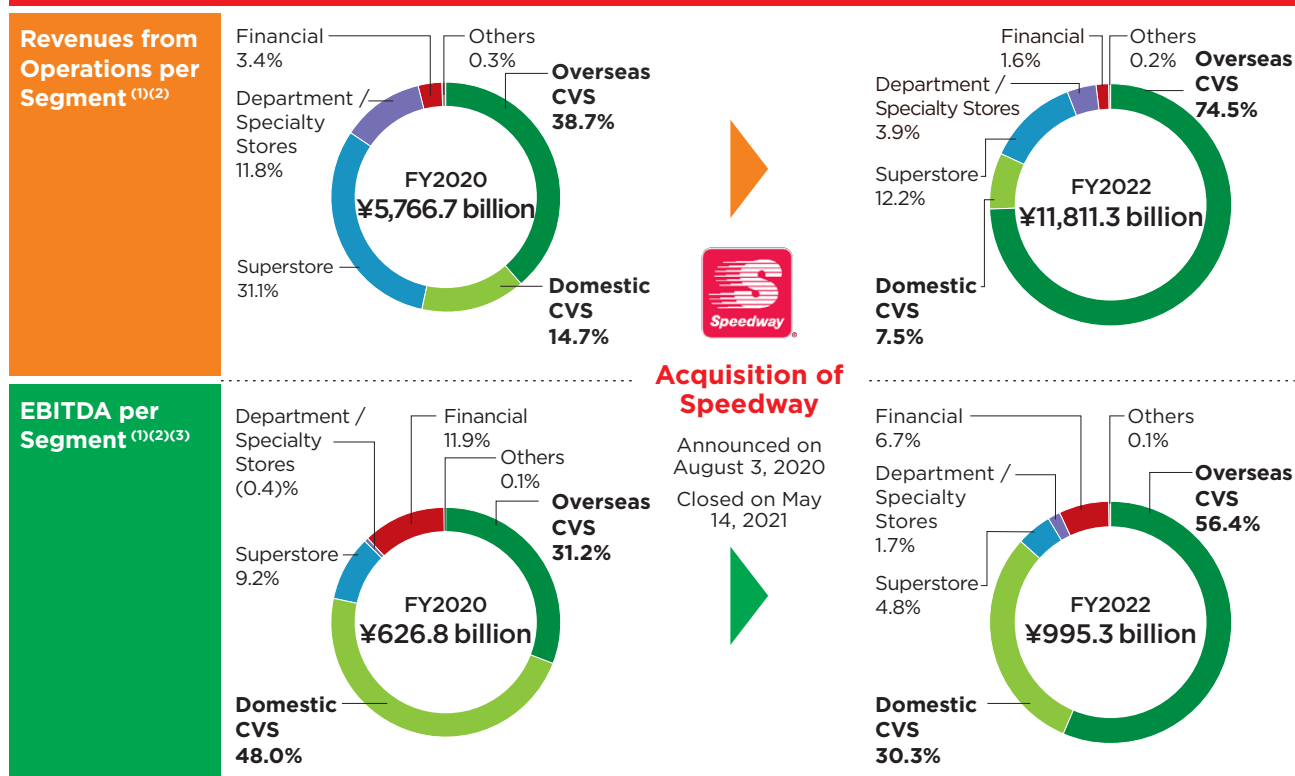 Revenues from
Operations per
Segment (1)(2)
Financial
3.4%
Others
0.3%
Overseas
CVS
38.7%
Department /
Specialty
Stores
11.8%
FY2020
¥5,766.7 billion
Superstore
31.1%
Domestic
CVS
14.7%
Financial
1.6%
Others
0.2%
Overseas
CVS
74.5%
Department /
Specialty Stores
3.9%
Superstore
12.2%
FY2022
¥11,811.3 billion
Domestic
CVS
7.5%
S
Speedway
Acquisition of
Speedway
Announced on
August 3, 2020
Closed on May
14, 2021
EBITDA per
Segment (1)(2)(3)
Department /
Specialty
Stores
(0.4)%
Financial
11.9%
Others
0.1%
Overseas
CVS
31.2%
Superstore
9.2%
FY2020
¥626.8 billion
Domestic
CVS
48.0%
Financial
6.7%
Others
0.1%
Overseas
CVS
56.4%
Department /
Specialty
Stores
1.7%
Superstore
4.8%
FY2022
¥995.3 billion
Domestic
CVS
30.3%